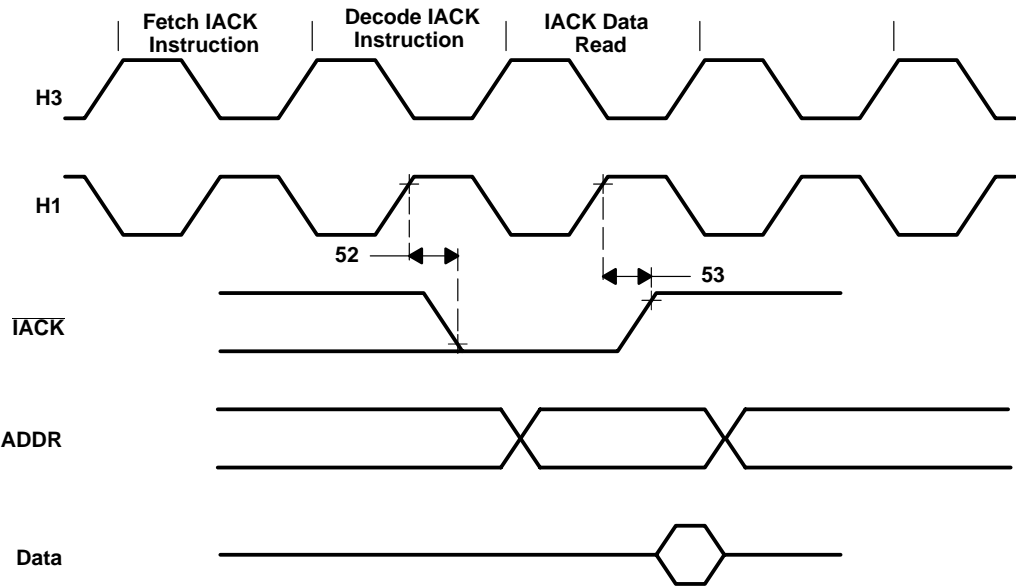 Fetch IACK
Instruction
Decode IACK
Instruction
IACK Data
Read
H3
H1
52
53
IACK
ADDR
Data